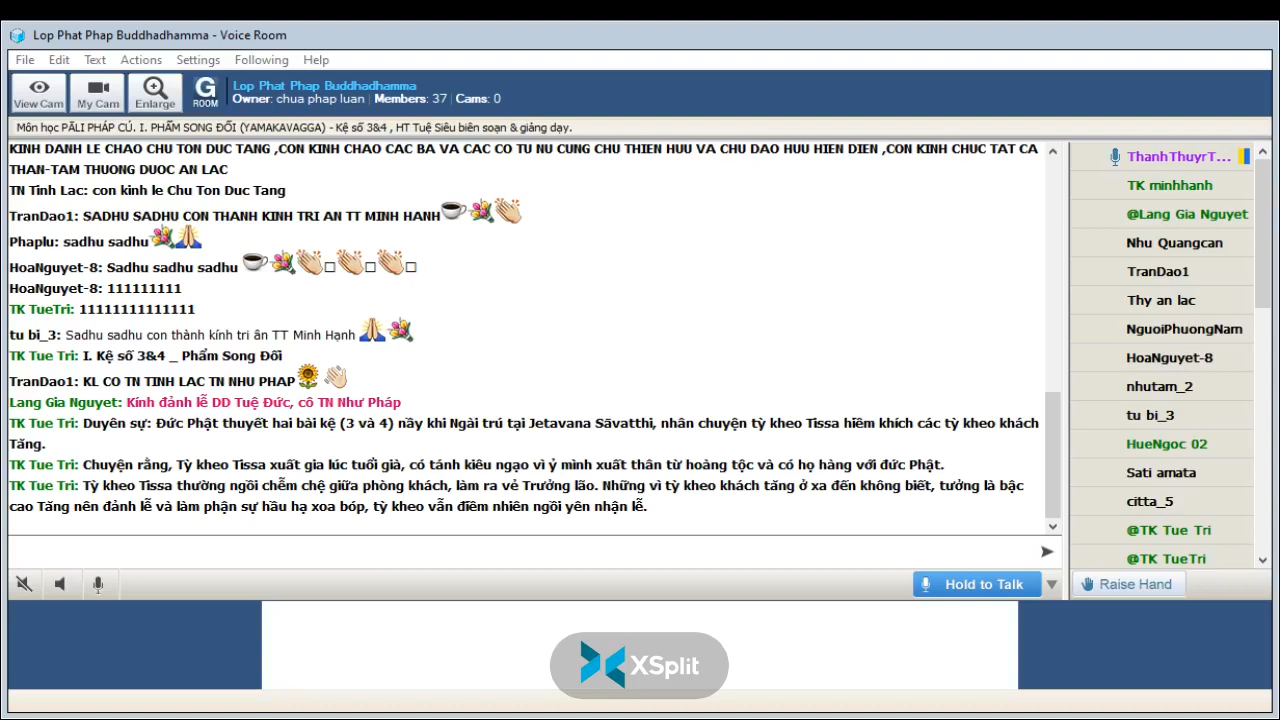 Lop Phat Phap Buddhadhamma - Voice Room
File Edit Text Actions Settings Following Help
View Cam My Cam Enlarge G ROOM
Lop Phat Phap Buddhadhamma
Owner: chua phap luan | Members: 37 | Cams: 0
Môn học PĀLI PHÁP CÚ. I. PHẨM SONG ĐỐI (YAMAKAVAGGA) - Kệ số 3&4 , HT Tuệ Siêu biên soạn & giảng dạy.
KINH DANH LE CHAO CHU TON DUC TANG ,CON KINH CHAO CAC BA VA CAC CO TU NU CUNG CHU THIEN HUU VA CHU DAO HUU HIEN DIEN ,CON KINH CHUC TAT CA
THAN-TAM THUONG DUOC AN LAC
TN Tinh Lac: con kinh le Chu Ton Duc Tang
TranDao1: SADHU SADHU CON THANH KINH TRI AN TT MINH HANH
Phaplu: sadhu sadhu
HoaNguyet-8: Sadhu sadhu sadhu
HoaNguyet-8: 111111111
TK TueTri: 11111111111111
tu bi_3: Sadhu sadhu con thành kính tri ân TT Minh Hạnh
TK Tue Tri: I. Kệ số 3&4 _ Phẩm Song Đối
TranDao1: KL CO TN TINH LAC TN NHU PHAP
Lang Gia Nguyet: Kính đảnh lễ DD Tuệ Đức, cô TN Như Pháp
TK Tue Tri: Duyên sự: Đức Phật thuyết hai bài kệ (3 và 4) nầy khi Ngài trú tại Jetavana Sāvatthi, nhân chuyện tỳ kheo Tissa hiềm khích các tỳ kheo khách
Tăng.
TK Tue Tri: Chuyện rằng, Tỳ kheo Tissa xuất gia lúc tuổi già, có tánh kiêu ngạo vì ỷ mình xuất thân từ hoàng tộc và có họ hàng với đức Phật.
TK Tue Tri: Tỳ kheo Tissa thường ngồi chễm chệ giữa phòng khách, làm ra vẻ Trưởng lão. Những vì tỳ kheo khách tăng ở xa đến không biết, tưởng là bậc
cao Tăng nên đảnh lễ và làm phận sự hầu hạ xoa bóp, tỳ kheo vẫn điềm nhiên ngồi yên nhận lễ.
ThanhThuyrT...
TK minhhanh
@Lang Gia Nguyet
Nhu Quangcan
TranDao1
Thy an lac
NguoiPhuongNam
HoaNguyet-8
nhutam_2
tu bi_3
HueNgoc 02
Sati amata
citta_5
@TK Tue Tri
@TK TueTri
Hold to Talk
Raise Hand
XSplit